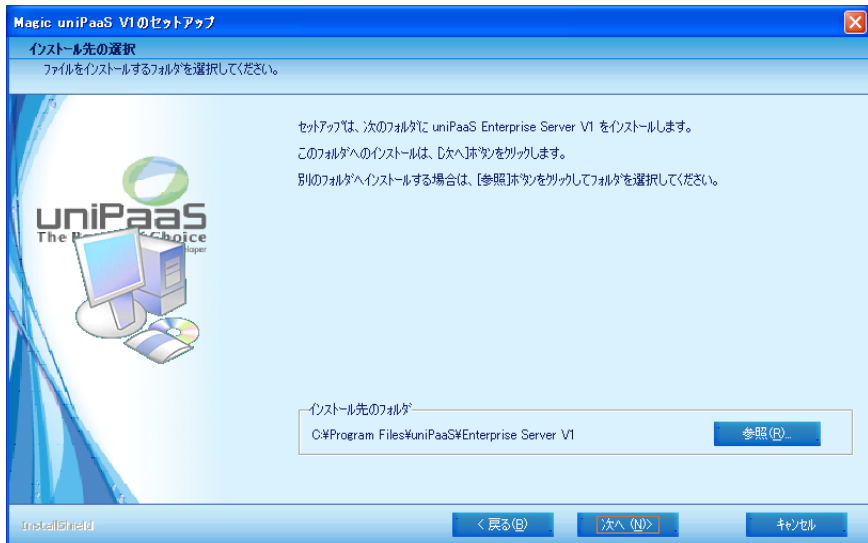 Magic uniPaaS V1のセットアップ
インストール先の選択
ファイルをインストールするフォルダを選択してください。
セットアップは、次のフォルダに uniPaaS Enterprise Server V1 をインストールします。
このフォルダへのインストールは、[次へ]ボタンをクリックします。
別のフォルダへインストールする場合は、[参照]ボタンをクリックしてフォルダを選択してください。
uniPaaS
The Choice
インストール先のフォルダ
C:¥Program Files¥uniPaaS¥Enterprise Server V1
参照(R)...
InstallShield
< 戻る(B)
次へ (N)>
キャンセル